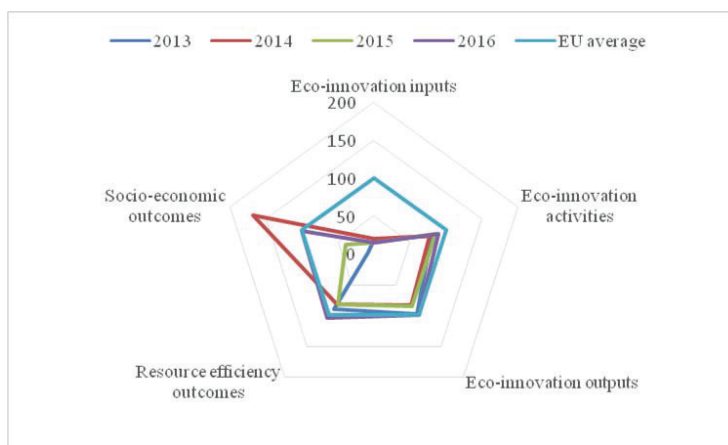 2013 2014 2015 2016 EU average
Eco-innovation inputs
200
150
100
50
0
Eco-innovation
activities
Eco-innovation outputs
Resource efficiency
outcomes
Socio-economic
outcomes